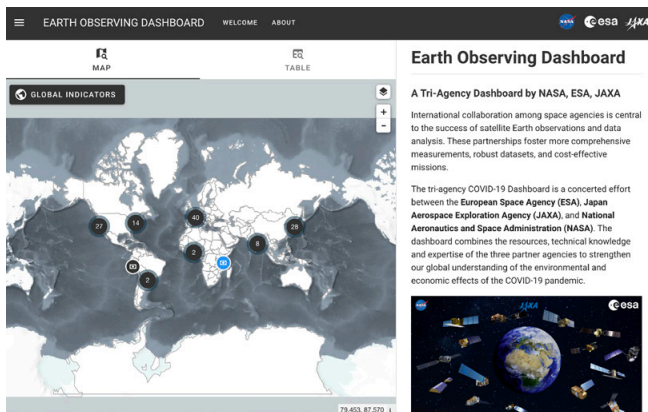 EARTH OBSERVING DASHBOARD WELCOME ABOUT NASA esa JAXA
MAP TABLE
GLOBAL INDICATORS
+
-
27
14
40
28
8
2
2
79.453, 87.570
Earth Observing Dashboard
A Tri-Agency Dashboard by NASA, ESA, JAXA
International collaboration among space agencies is central
to the success of satellite Earth observations and data
analysis. These partnerships foster more comprehensive
measurements, robust datasets, and cost-effective
missions.
The tri-agency COVID-19 Dashboard is a concerted effort
between the European Space Agency (ESA), Japan
Aerospace Exploration Agency (JAXA), and National
Aeronautics and Space Administration (NASA). The
dashboard combines the resources, technical knowledge
and expertise of the three partner agencies to strengthen
our global understanding of the environmental and
economic effects of the COVID-19 pandemic.
NASA JAXA esa